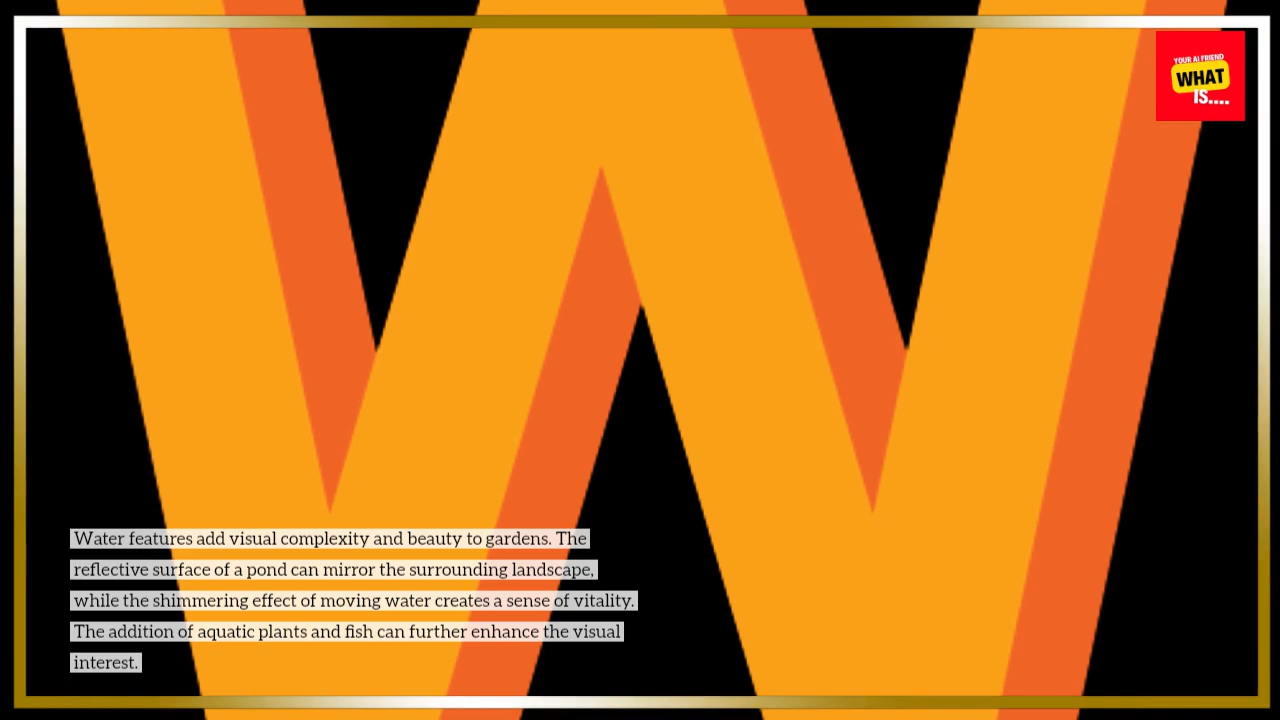 W
YOUR AI FRIEND
WHAT
IS....
Water features add visual complexity and beauty to gardens. The
reflective surface of a pond can mirror the surrounding landscape,
while the shimmering effect of moving water creates a sense of vitality.
The addition of aquatic plants and fish can further enhance the visual
interest.